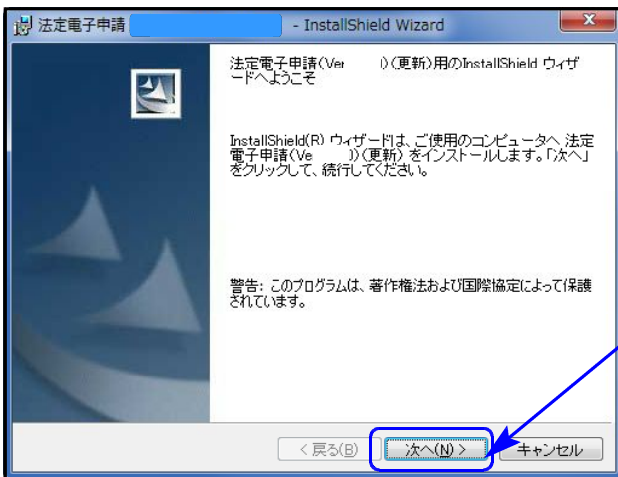 法定電子申請 - InstallShield Wizard
法定電子申請(Ver )(更新)用のInstallShield ウィザ
ードへようこそ
InstallShield(R) ウィザードは、ご使用のコンピュータへ 法定
電子申請(Ve ))(更新) をインストールします。「次へ」
をクリックして、続行してください。
警告: このプログラムは、著作権法および国際協定によって保護
されています。
< 戻る(B) 次へ(N) > キャンセル